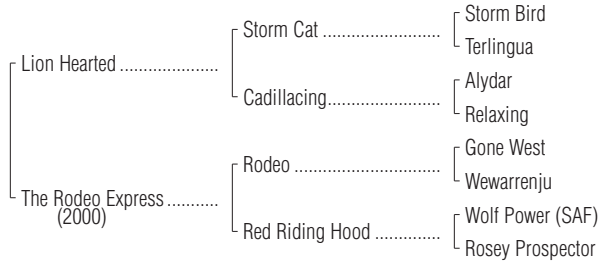 Storm Bird
Storm Cat ..........................
Terlingua
Lion Hearted ......................
Alydar
Cadillacing.........................
Relaxing
Gone West
Rodeo ................................
Wewarrenju
The Rodeo Express ...........
(2000)
Wolf Power (SAF)
Red Riding Hood ..............
Rosey Prospector